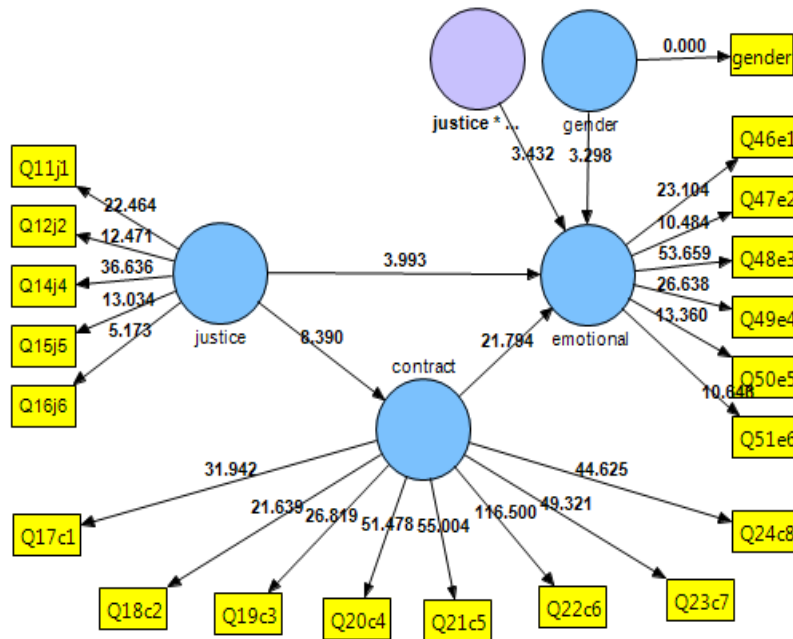 0.000
gender
justice * ...
gender
3.432
3.298
Q46e1
Q11j1
23.104
Q47e2
22.464
10.484
Q12j2
12.471
53.659
Q48e3
36.636
3.993
26.638
Q14j4
13.034
13.360
Q49e4
Q15j5
5.173
justice
8.390
21.794
emotional
contract
Q50e5
10.648
Q16j6
Q51e6
31.942
44.625
21.639
26.819
51.478
55.004
116.500
49.321
Q17c1
Q24c8
Q18c2
Q19c3
Q20c4
Q21c5
Q22c6
Q23c7